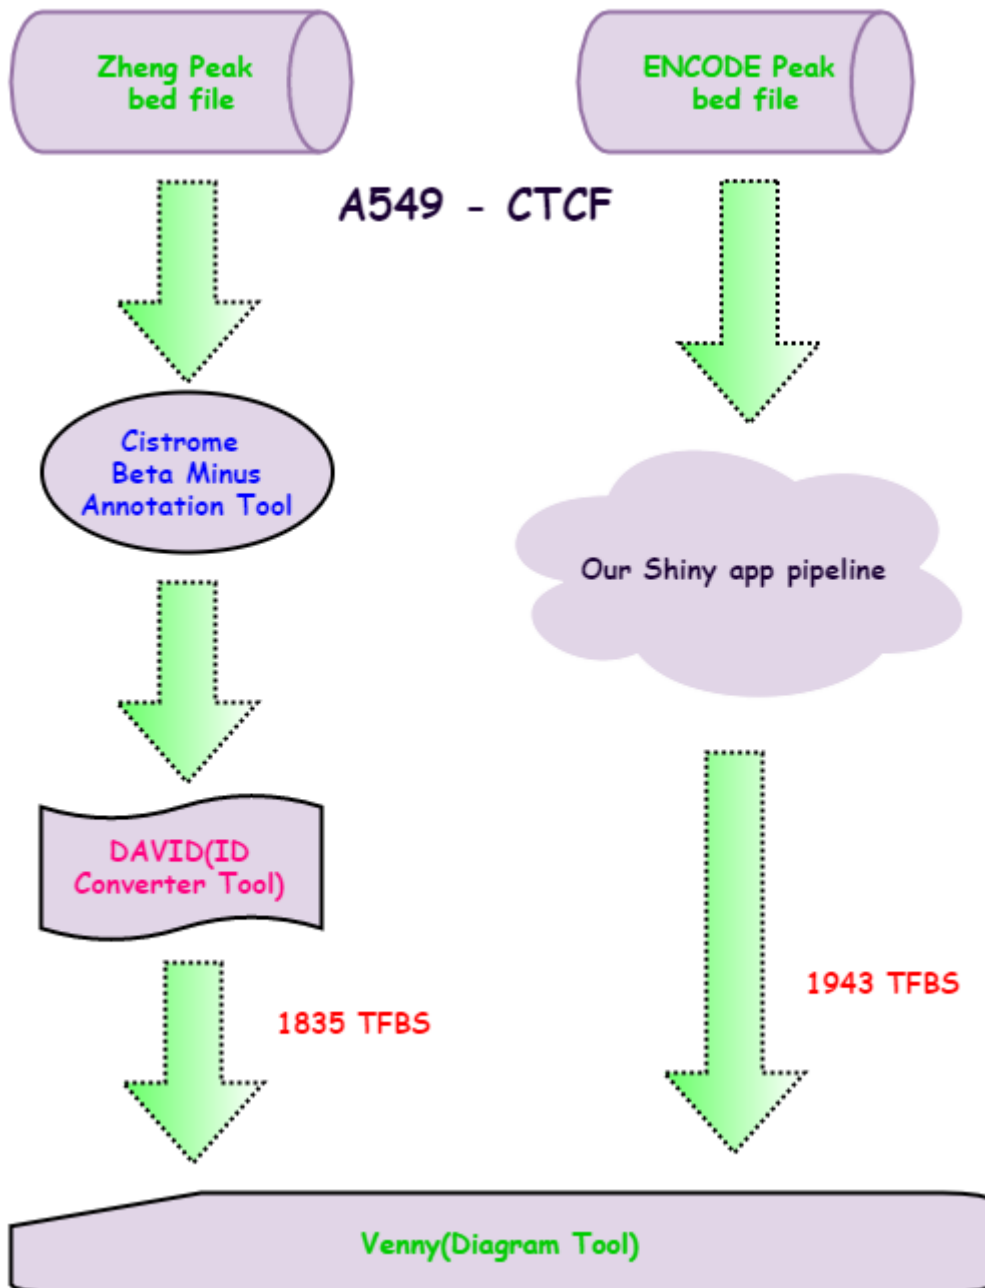 Zheng Peak
bed file
ENCODE Peak
bed file
A549 - CTCF
Cistrome
Beta Minus
Annotation Tool
Our Shiny app pipeline
DAVID(ID
Converter Tool)
1835 TFBS
1943 TFBS
Venny(Diagram Tool)